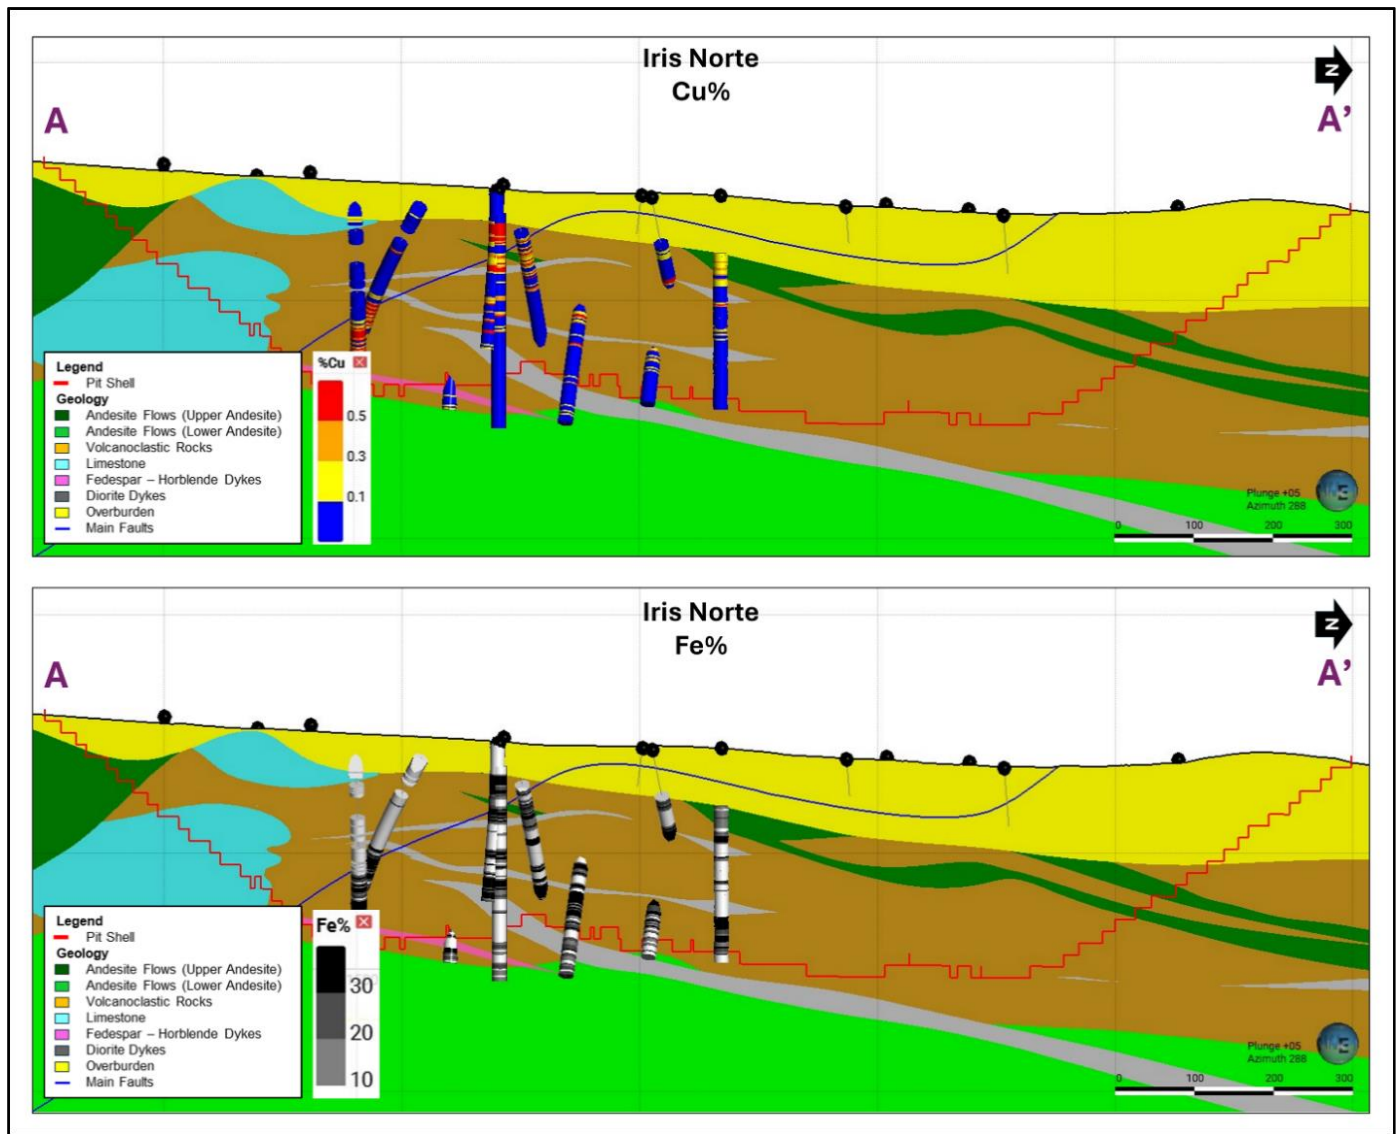 Iris Norte
Cu%
N
A
A’
Legend
Pit Shell
Geology
Andesite Flows (Upper Andesite)
Andesite Flows (Lower Andesite)
Volcanoclastic Rocks
Limestone
Fedespar – Horblende Dykes
Diorite Dykes
Overburden
Main Faults
%Cu
0.5
0.3
0.1
Plunge +05
Azimuth 288
0 100 200 300
Iris Norte
Fe%
N
A
A’
Legend
Pit Shell
Geology
Andesite Flows (Upper Andesite)
Andesite Flows (Lower Andesite)
Volcanoclastic Rocks
Limestone
Fedespar – Horblende Dykes
Diorite Dykes
Overburden
Main Faults
Fe%
30
20
10
Plunge +05
Azimuth 288
0 100 200 300